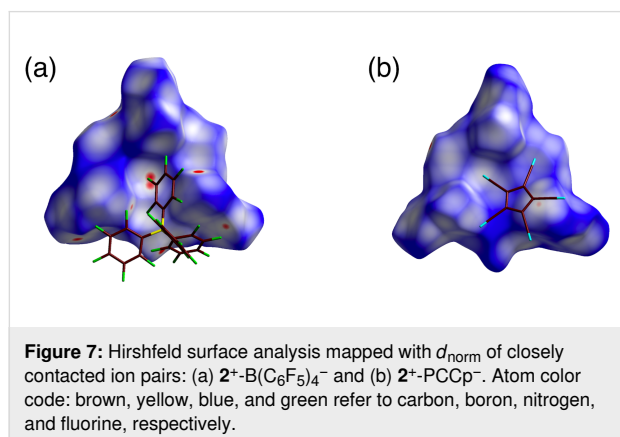 (a) (b)
Figure 7: Hirshfeld surface analysis mapped with d_norm of closely
contacted ion pairs: (a) 2⁺-B(C₆F₅)₄⁻ and (b) 2⁺-PCCp⁻. Atom color
code: brown, yellow, blue, and green refer to carbon, boron, nitrogen,
and fluorine, respectively.